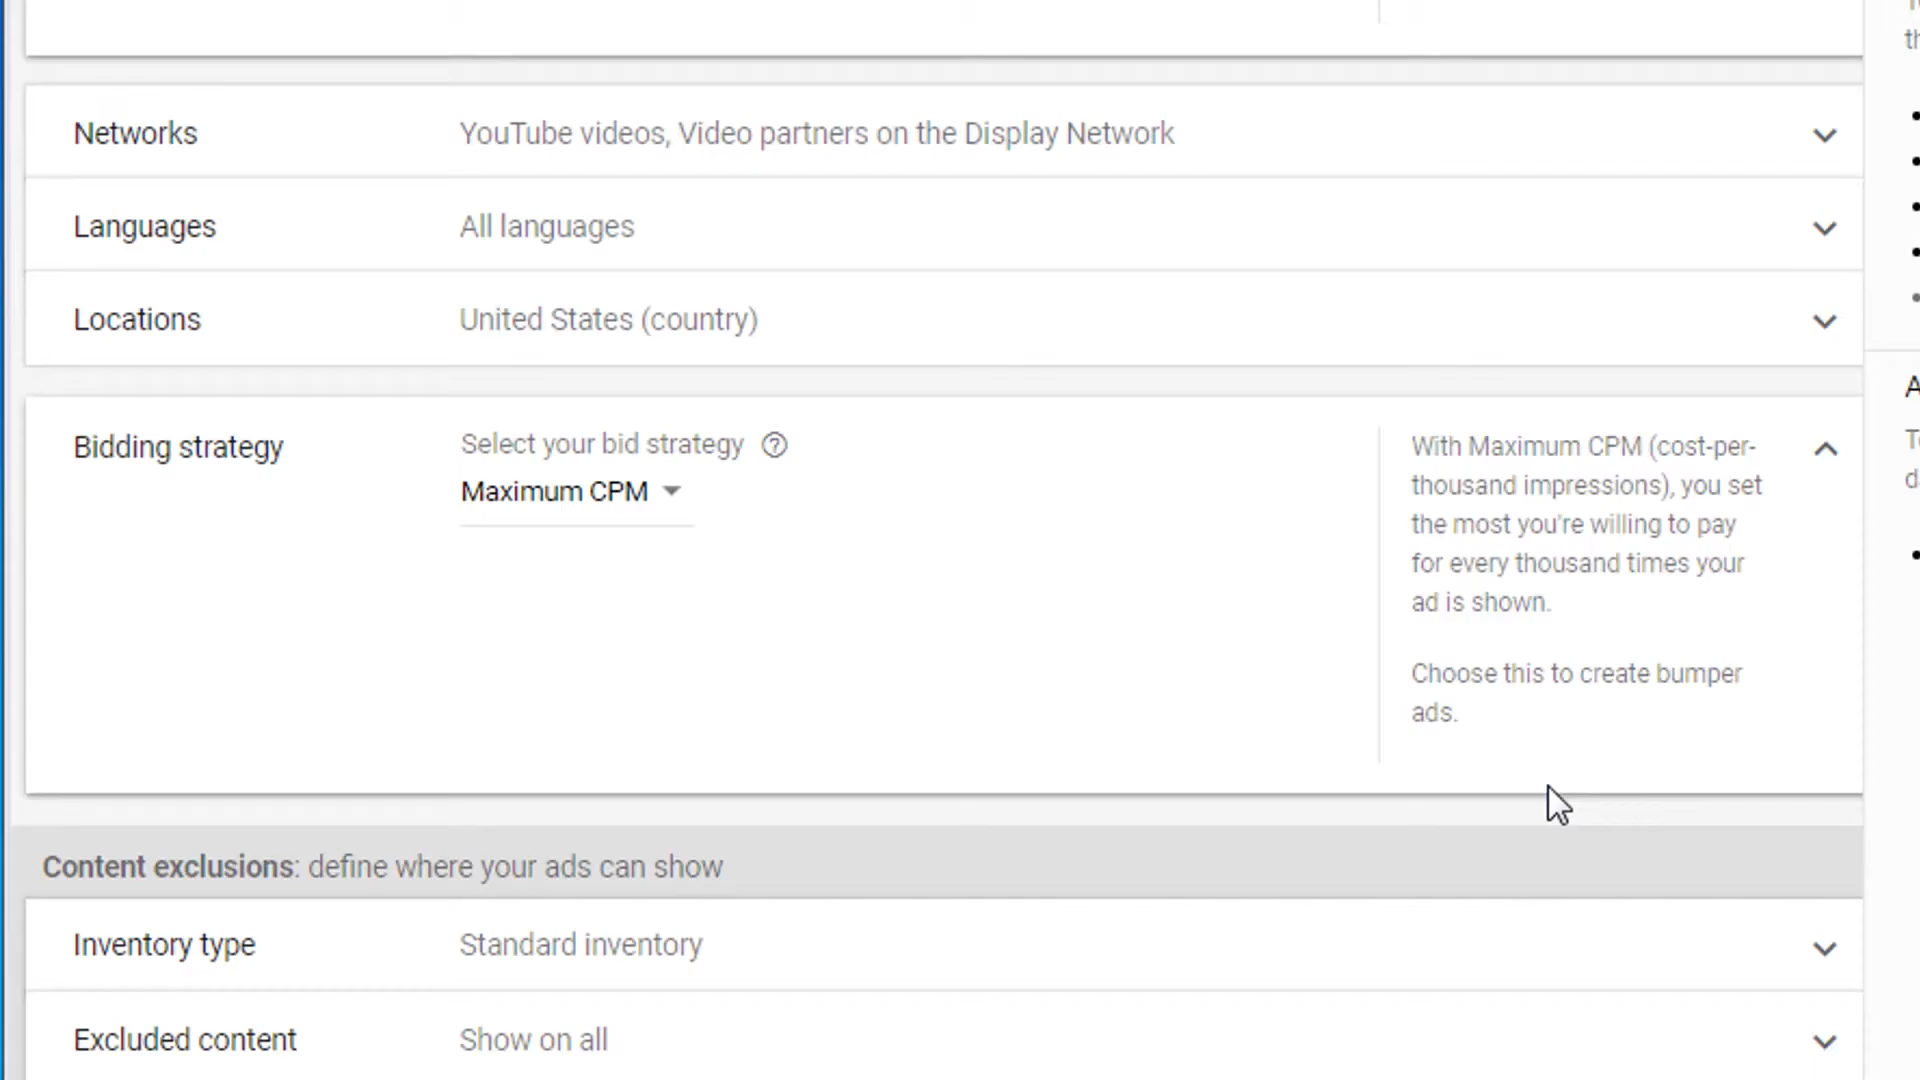 Networks
YouTube videos, Video partners on the Display Network
Languages
All languages
Locations
United States (country)
Bidding strategy
Select your bid strategy
Maximum CPM
With Maximum CPM (cost-per-
thousand impressions), you set
the most you're willing to pay
for every thousand times your
ad is shown.
Choose this to create bumper
ads.
Content exclusions: define where your ads can show
Inventory type
Standard inventory
Excluded content
Show on all